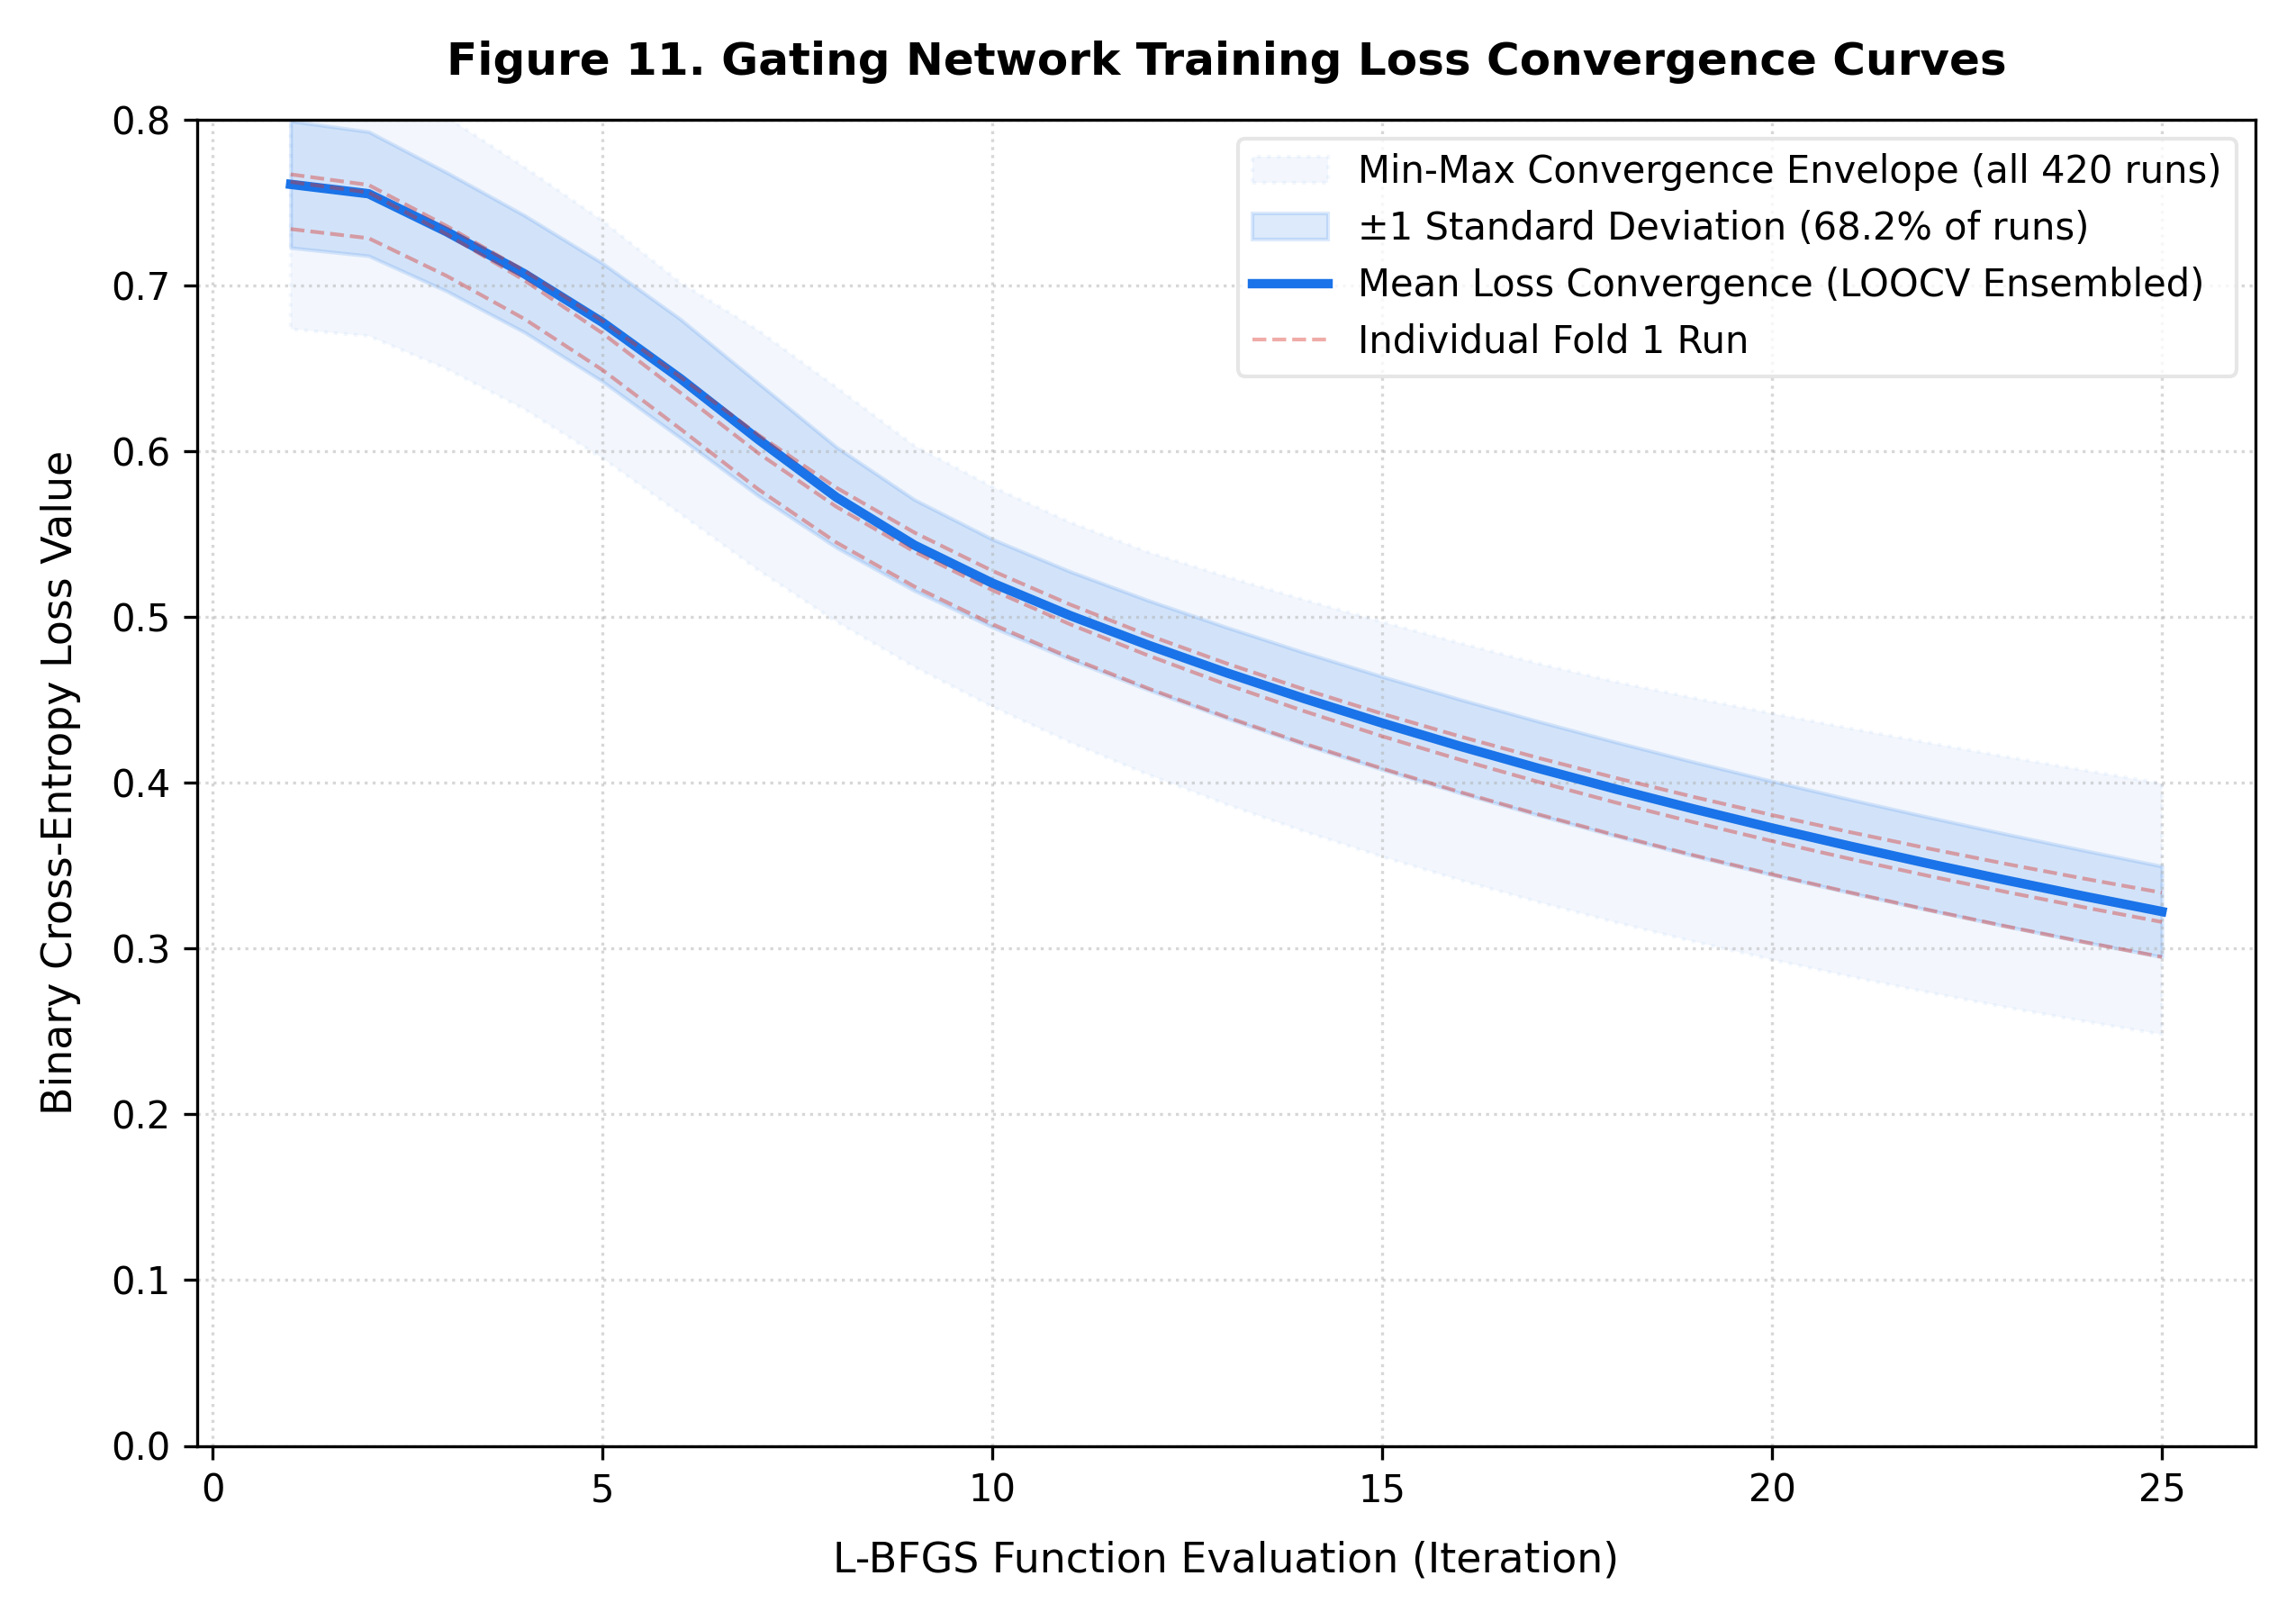 Figure 11. Gating Network Training Loss Convergence Curves
Min-Max Convergence Envelope (all 420 runs)
±1 Standard Deviation (68.2% of runs)
Mean Loss Convergence (LOOCV Ensembled)
Individual Fold 1 Run
Binary Cross-Entropy Loss Value
0.8
0.7
0.6
0.5
0.4
0.3
0.2
0.1
0.0
0 5 10 15 20 25
L-BFGS Function Evaluation (Iteration)